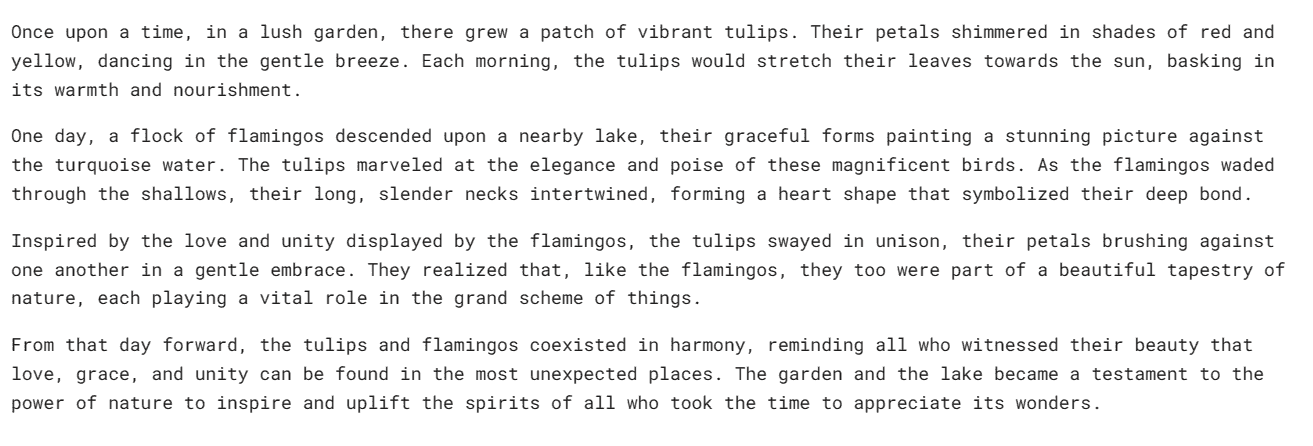 Once upon a time, in a lush garden, there grew a patch of vibrant tulips. Their petals shimmered in shades of red and
yellow, dancing in the gentle breeze. Each morning, the tulips would stretch their leaves towards the sun, basking in
its warmth and nourishment.
One day, a flock of flamingos descended upon a nearby lake, their graceful forms painting a stunning picture against
the turquoise water. The tulips marveled at the elegance and poise of these magnificent birds. As the flamingos waded
through the shallows, their long, slender necks intertwined, forming a heart shape that symbolized their deep bond.
Inspired by the love and unity displayed by the flamingos, the tulips swayed in unison, their petals brushing against
one another in a gentle embrace. They realized that, like the flamingos, they too were part of a beautiful tapestry of
nature, each playing a vital role in the grand scheme of things.
From that day forward, the tulips and flamingos coexisted in harmony, reminding all who witnessed their beauty that
love, grace, and unity can be found in the most unexpected places. The garden and the lake became a testament to the
power of nature to inspire and uplift the spirits of all who took the time to appreciate its wonders.